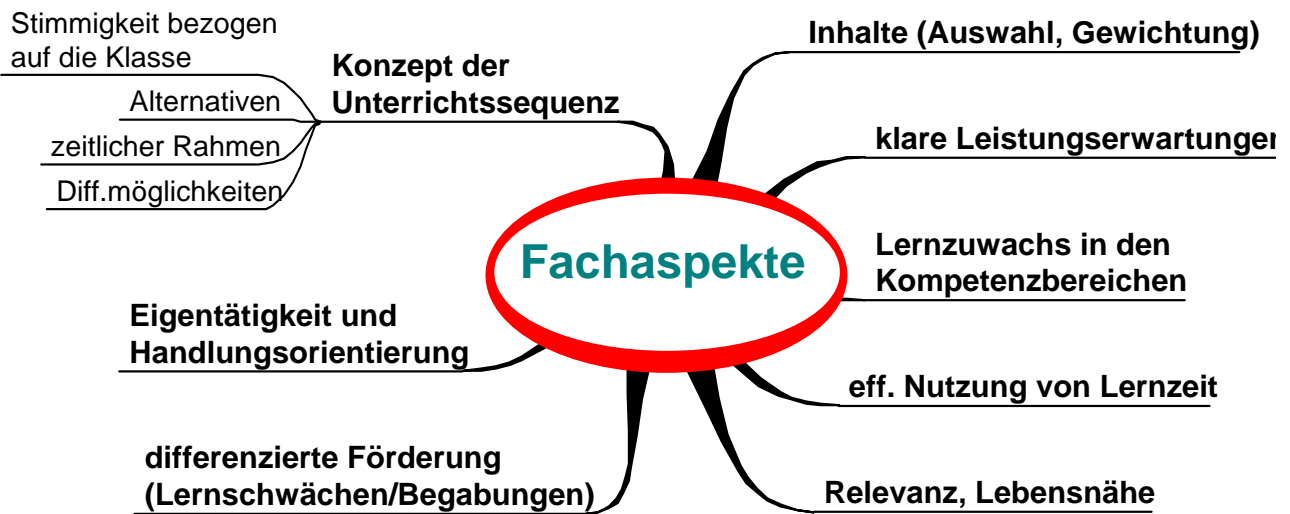 Stimmigkeit bezogen
auf die Klasse
Alternativen
zeitlicher Rahmen
Diff.möglichkeiten
Konzept der
Unterrichtssequenz
Inhalte (Auswahl, Gewichtung)
klare Leistungserwartungen
Fachaspekte
Lernzuwachs in den
Kompetenzbereichen
Eigentätigkeit und
Handlungsorientierung
eff. Nutzung von Lernzeit
differenzierte Förderung
(Lernschwächen/Begabungen)
Relevanz, Lebensnähe